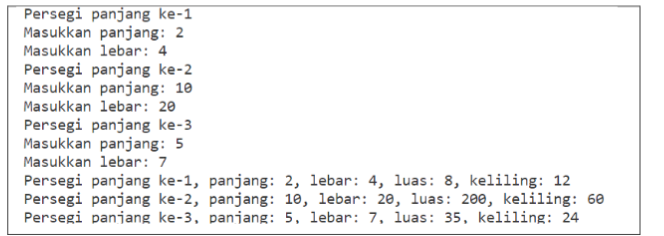 Persegi panjang ke-1
Masukkan panjang: 2
Masukkan lebar: 4
Persegi panjang ke-2
Masukkan panjang: 10
Masukkan lebar: 20
Persegi panjang ke-3
Masukkan panjang: 5
Masukkan lebar: 7
Persegi panjang ke-1, panjang: 2, lebar: 4, luas: 8, keliling: 12
Persegi panjang ke-2, panjang: 10, lebar: 20, luas: 200, keliling: 60
Persegi panjang ke-3, panjang: 5, lebar: 7, luas: 35, keliling: 24